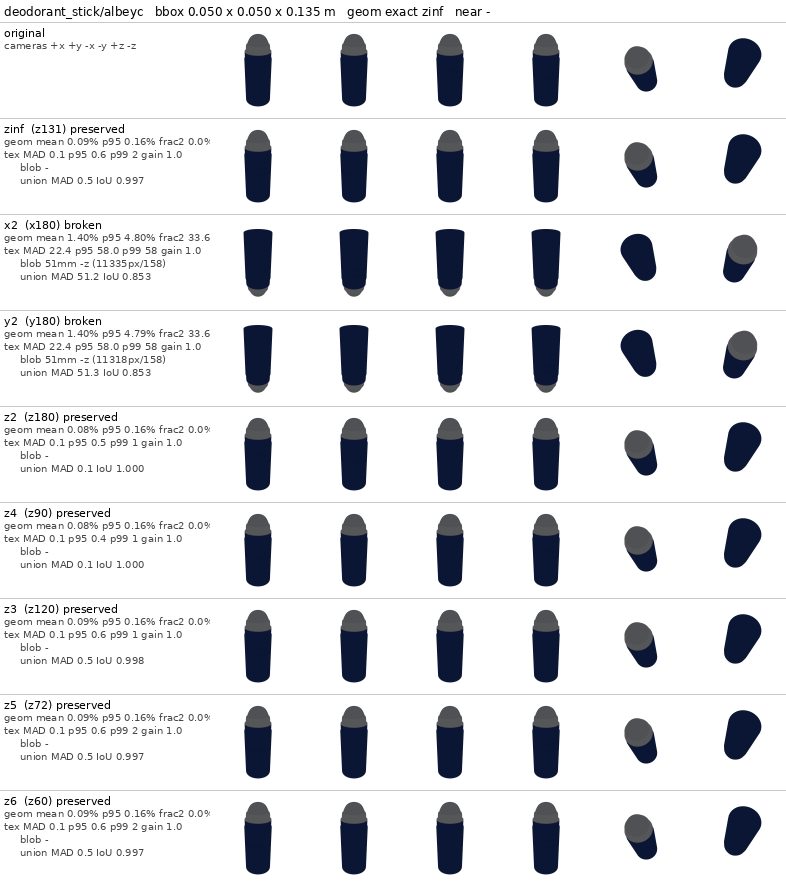 deodorant_stick/albeyc   bbox 0.050 x 0.050 x 0.135 m   geom exact zinf   near -
original
cameras +x +y -x -y +z -z
zinf  (z131) preserved
geom mean 0.09% p95 0.16% frac2 0.0%
tex MAD 0.1 p95 0.6 p99 2 gain 1.0
blob -
union MAD 0.5 IoU 0.997
x2  (x180) broken
geom mean 1.40% p95 4.80% frac2 33.6
tex MAD 22.4 p95 58.0 p99 58 gain 1.0
blob 51mm -z (11335px/158)
union MAD 51.2 IoU 0.853
y2  (y180) broken
geom mean 1.40% p95 4.79% frac2 33.6
tex MAD 22.4 p95 58.0 p99 58 gain 1.0
blob 51mm -z (11318px/158)
union MAD 51.3 IoU 0.853
z2  (z180) preserved
geom mean 0.08% p95 0.16% frac2 0.0%
tex MAD 0.1 p95 0.5 p99 1 gain 1.0
blob -
union MAD 0.1 IoU 1.000
z4  (z90) preserved
geom mean 0.08% p95 0.16% frac2 0.0%
tex MAD 0.1 p95 0.4 p99 1 gain 1.0
blob -
union MAD 0.1 IoU 1.000
z3  (z120) preserved
geom mean 0.09% p95 0.16% frac2 0.0%
tex MAD 0.1 p95 0.6 p99 1 gain 1.0
blob -
union MAD 0.5 IoU 0.998
z5  (z72) preserved
geom mean 0.09% p95 0.16% frac2 0.0%
tex MAD 0.1 p95 0.6 p99 2 gain 1.0
blob -
union MAD 0.5 IoU 0.997
z6  (z60) preserved
geom mean 0.09% p95 0.16% frac2 0.0%
tex MAD 0.1 p95 0.6 p99 2 gain 1.0
blob -
union MAD 0.5 IoU 0.997